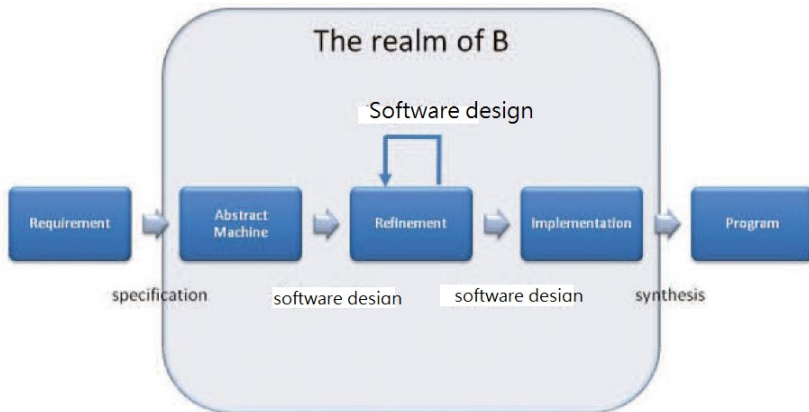 The realm of B
Software design
Requirement
Abstract
Machine
Refinement
Implementation
Program
specification
software design
software design
synthesis